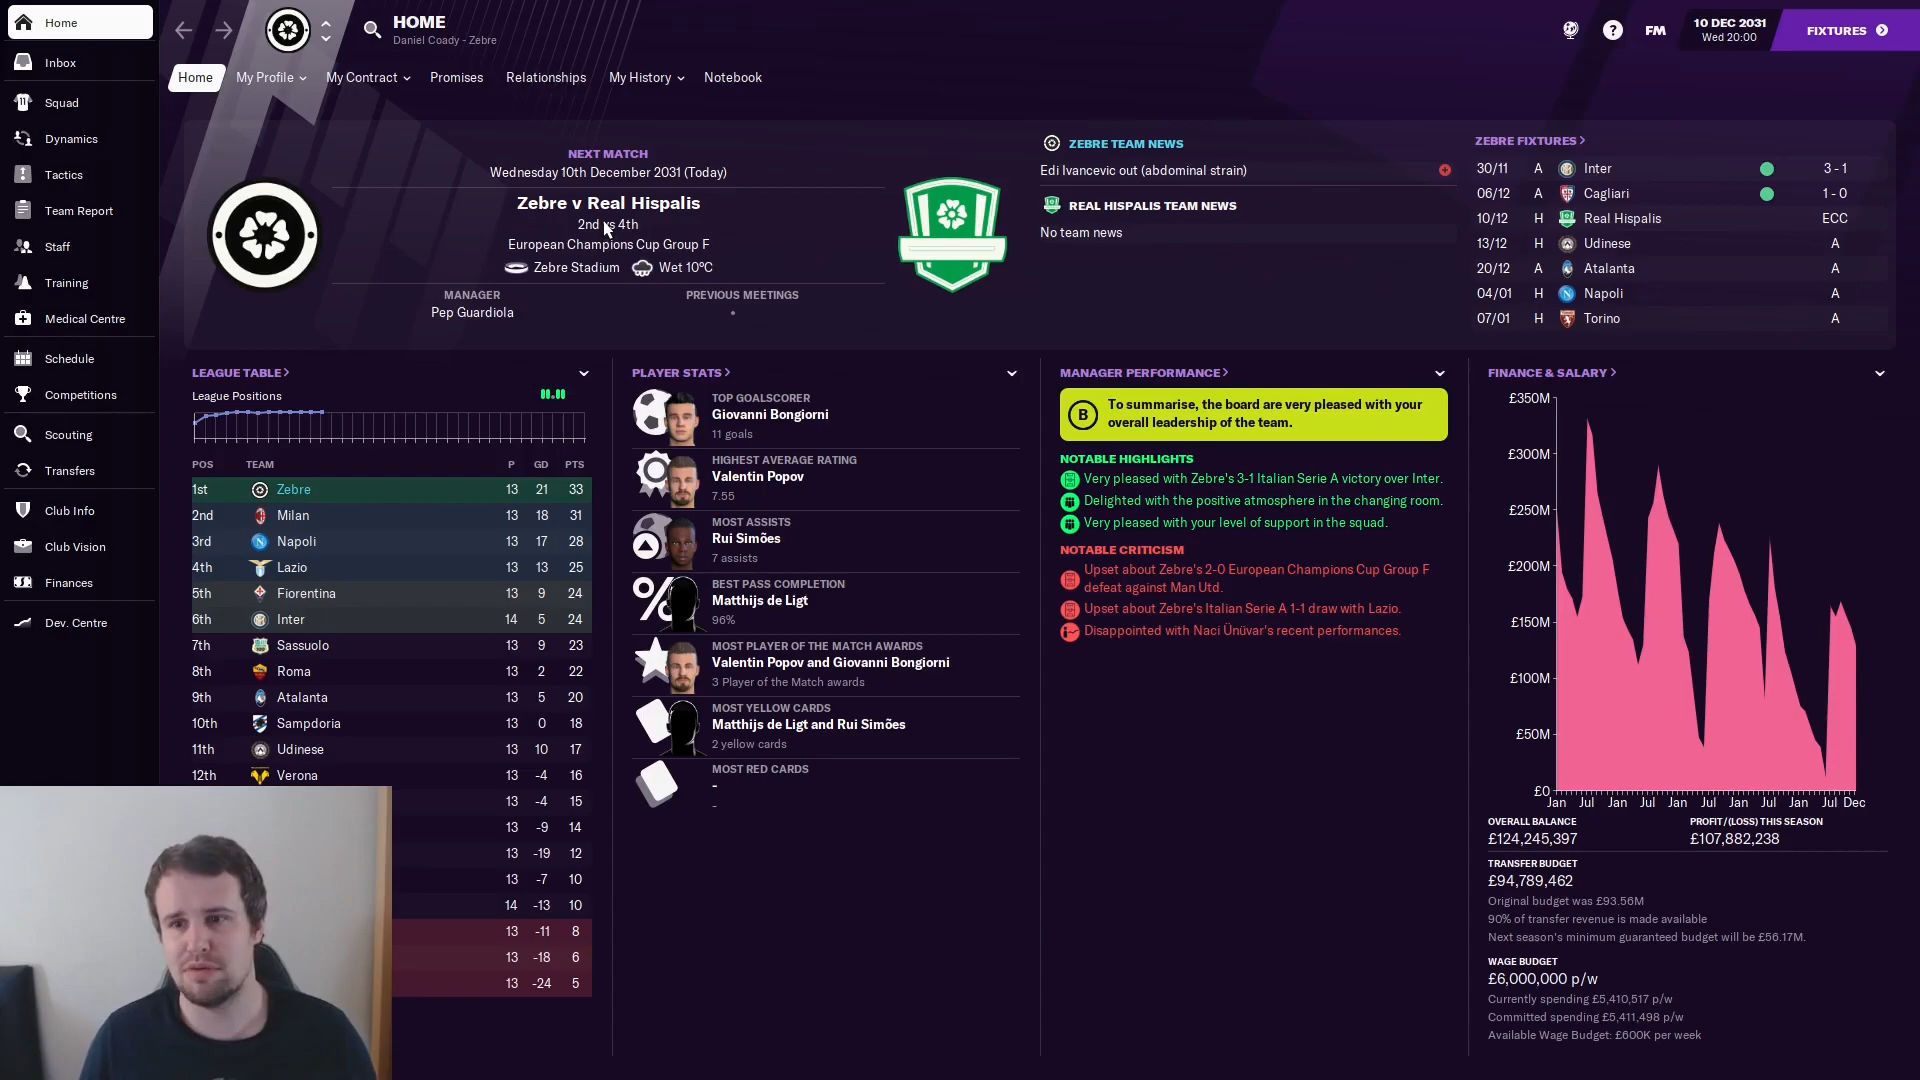 Home
Inbox
Squad
Dynamics
Tactics
Team Report
Staff
Training
Medical Centre
Schedule
Competitions
Scouting
Transfers
Club Info
Club Vision
Finances
Dev. Centre
HOME
Daniel Coady - Zebre
?
FM
10 DEC 2031
Wed 20:00
FIXTURES
Home My Profile My Contract Promises Relationships My History Notebook
NEXT MATCH
Wednesday 10th December 2031 (Today)
Zebre v Real Hispalis
2nd vs 4th
European Champions Cup Group F
Zebre Stadium Wet 10ºC
MANAGER PREVIOUS MEETINGS
Pep Guardiola
ZEBRE TEAM NEWS
Edi Ivancevic out (abdominal strain)
REAL HISPALIS TEAM NEWS
No team news
ZEBRE FIXTURES
30/11 A Inter 3 - 1
06/12 A Cagliari 1 - 0
10/12 H Real Hispalis ECC
13/12 H Udinese A
20/12 A Atalanta A
04/01 H Napoli A
07/01 H Torino A
LEAGUE TABLE
League Positions
POS TEAM P GD PTS
1st Zebre 13 21 33
2nd Milan 13 18 31
3rd Napoli 13 17 28
4th Lazio 13 13 25
5th Fiorentina 13 9 24
6th Inter 14 5 24
7th Sassuolo 13 9 23
8th Roma 13 2 22
9th Atalanta 13 5 20
10th Sampdoria 13 0 18
11th Udinese 13 10 17
12th Verona 13 -4 16
13 -4 15
13 -9 14
13 -19 12
13 -7 10
14 -13 10
13 -11 8
13 -18 6
13 -24 5
PLAYER STATS
TOP GOALSCORER
Giovanni Bongiorni
11 goals
HIGHEST AVERAGE RATING
Valentin Popov
7.55
MOST ASSISTS
Rui Simões
7 assists
BEST PASS COMPLETION
Matthijs de Ligt
96%
MOST PLAYER OF THE MATCH AWARDS
Valentin Popov and Giovanni Bongiorni
3 Player of the Match awards
MOST YELLOW CARDS
Matthijs de Ligt and Rui Simões
2 yellow cards
MOST RED CARDS
-
-
MANAGER PERFORMANCE
B
To summarise, the board are very pleased with your
overall leadership of the team.
NOTABLE HIGHLIGHTS
Very pleased with Zebre's 3-1 Italian Serie A victory over Inter.
Delighted with the positive atmosphere in the changing room.
Very pleased with your level of support in the squad.
NOTABLE CRITICISM
Upset about Zebre's 2-0 European Champions Cup Group F
defeat against Man Utd.
Upset about Zebre's Italian Serie A 1-1 draw with Lazio.
Disappointed with Naci Ünüvar's recent performances.
FINANCE & SALARY
£350M
£300M
£250M
£200M
£150M
£100M
£50M
£0
Jan Jul Jan Jul Jan Jul Jan Jul Jan Jul Dec
OVERALL BALANCE PROFIT/(LOSS) THIS SEASON
£124,245,397 £107,882,238
TRANSFER BUDGET
£94,789,462
Original budget was £93.56M
90% of transfer revenue is made available
Next season's minimum guaranteed budget will be £56.17M.
WAGE BUDGET
£6,000,000 p/w
Currently spending £5,410,517 p/w
Committed spending £5,411,498 p/w
Available Wage Budget: £600K per week